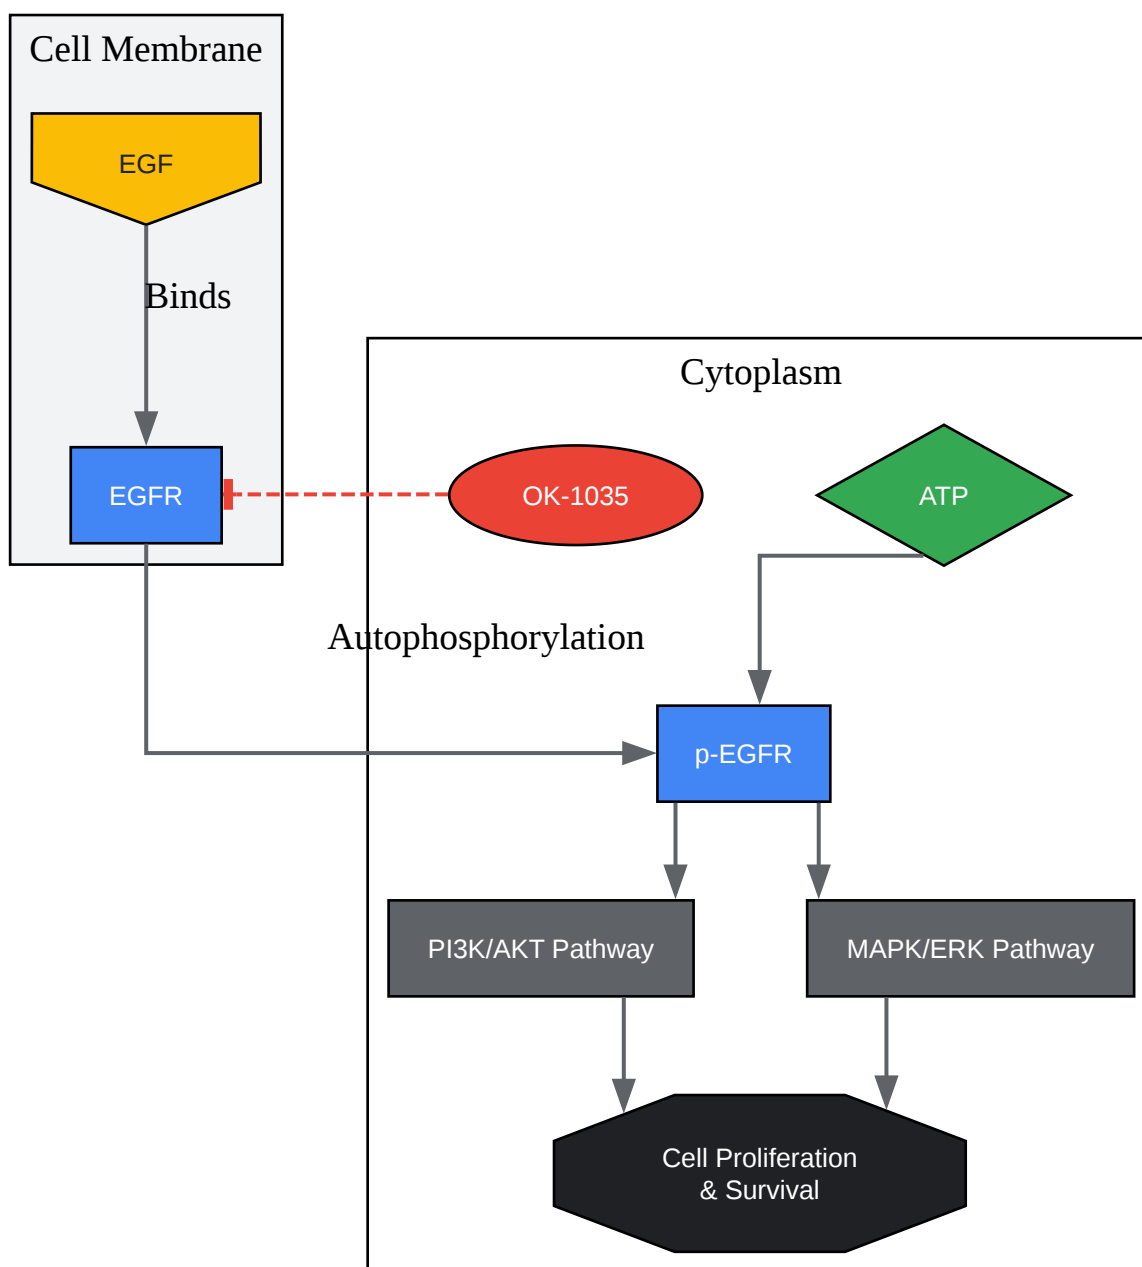 Cell Membrane
EGF
Binds
Cytoplasm
EGFR
OK-1035
ATP
Autophosphorylation
p-EGFR
PI3K/AKT Pathway
MAPK/ERK Pathway
Cell Proliferation
& Survival